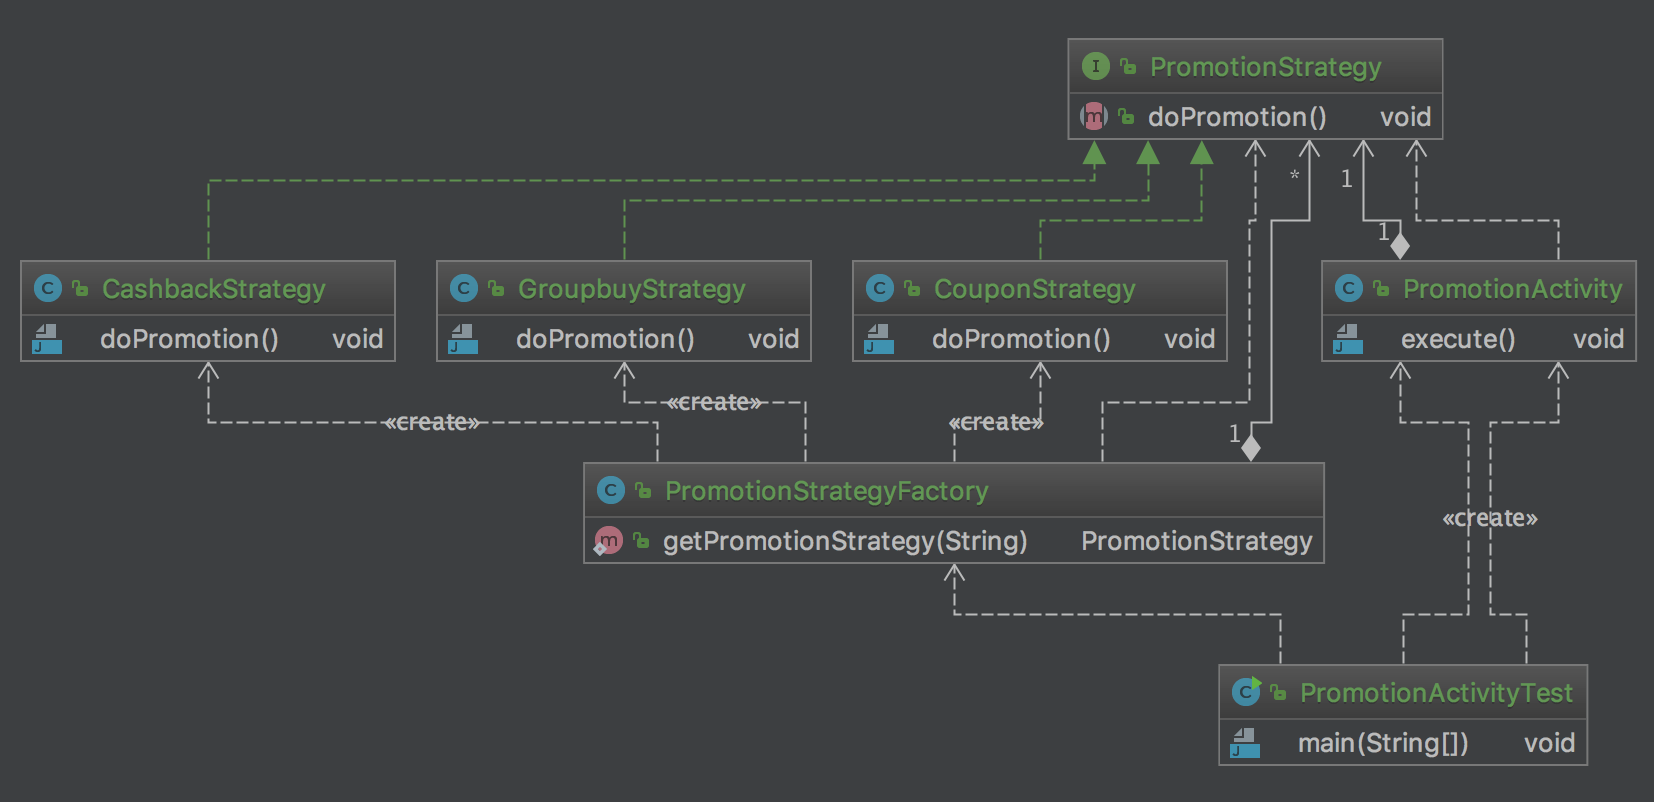 I PromotionStrategy
m doPromotion() void
* 1
1
C CashbackStrategy
J doPromotion() void
C GroupbuyStrategy
J doPromotion() void
C CouponStrategy
J doPromotion() void
C PromotionActivity
J execute() void
«create»
«create»
«create»
1
C PromotionStrategyFactory
m getPromotionStrategy(String) PromotionStrategy
«create»
C PromotionActivityTest
J main(String[]) void